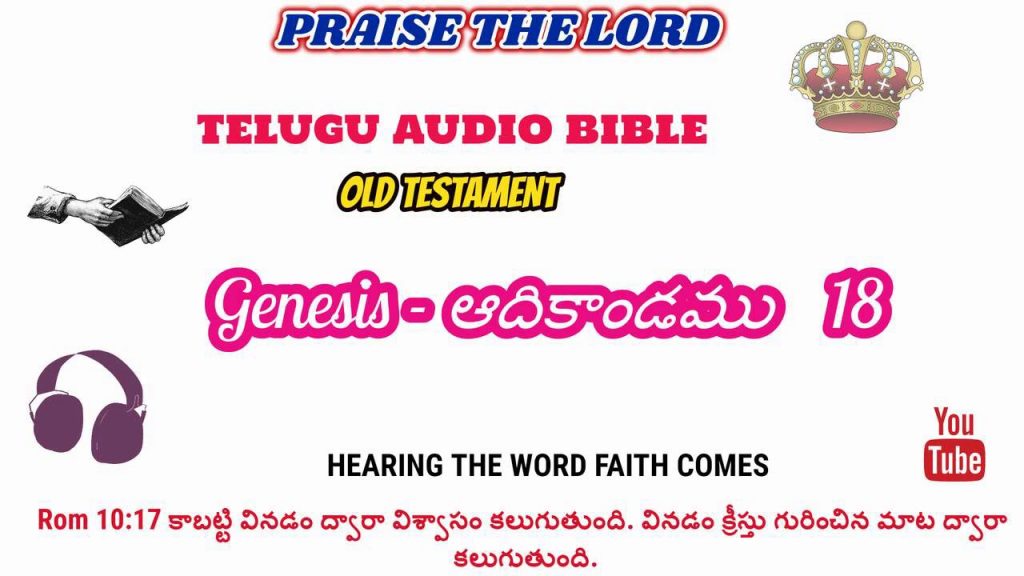 PRAISE THE LORD
TELUGU AUDIO BIBLE
OLD TESTAMENT
Genesis - ఆదికాండము 18
HEARING THE WORD FAITH COMES
You
Tube
Rom 10:17 కాబట్టి వినడం ద్వారా విశ్వాసం కలుగుతుంది. వినడం క్రీస్తు గురించిన మాట ద్వారా
కలుగుతుంది.